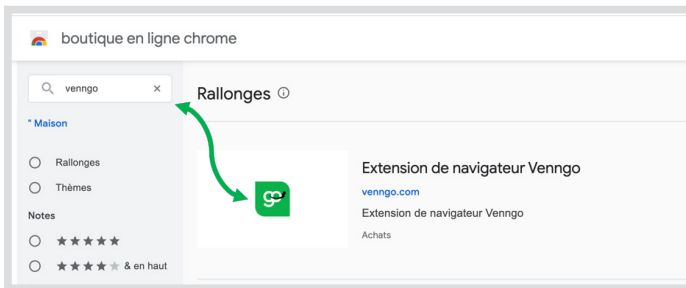 boutique en ligne chrome
venngo ×
Rallonges
" Maison
Rallonges
Thèmes
Notes
& en haut
go
Extension de navigateur Venngo
venngo.com
Extension de navigateur Venngo
Achats